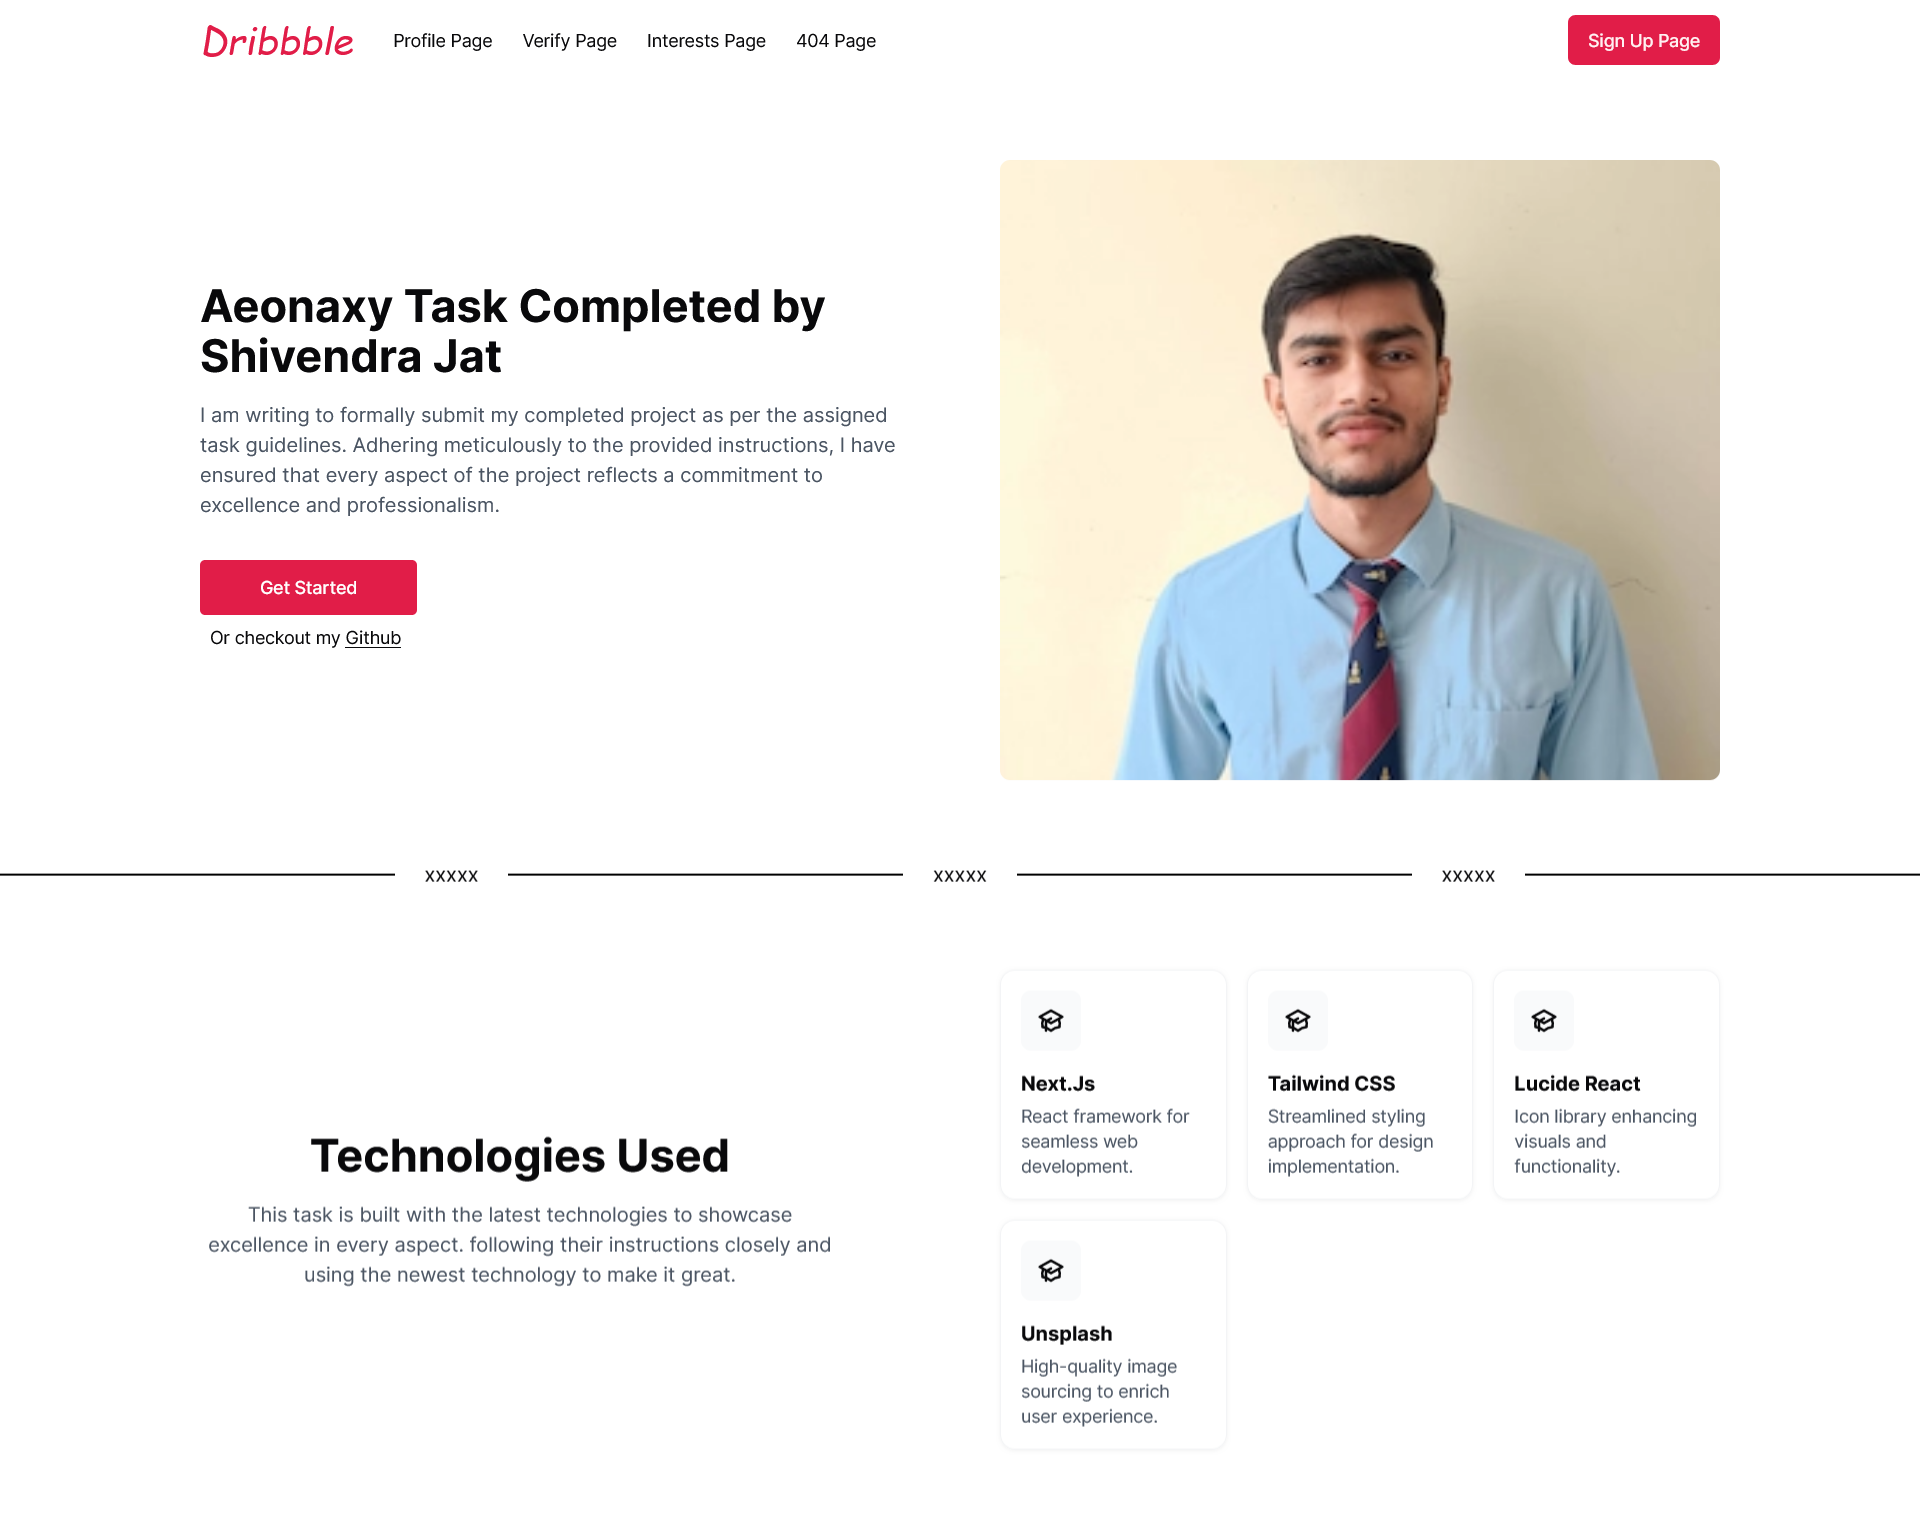 Dribbble
Profile Page
Verify Page
Interests Page
404 Page
Sign Up Page
Aeonaxy Task Completed by
Shivendra Jat
I am writing to formally submit my completed project as per the assigned
task guidelines. Adhering meticulously to the provided instructions, I have
ensured that every aspect of the project reflects a commitment to
excellence and professionalism.
Get Started
Or checkout my Github
xxxxx
xxxxx
xxxxx
Technologies Used
This task is built with the latest technologies to showcase
excellence in every aspect. following their instructions closely and
using the newest technology to make it great.
Next.Js
React framework for
seamless web
development.
Tailwind CSS
Streamlined styling
approach for design
implementation.
Lucide React
Icon library enhancing
visuals and
functionality.
Unsplash
High-quality image
sourcing to enrich
user experience.